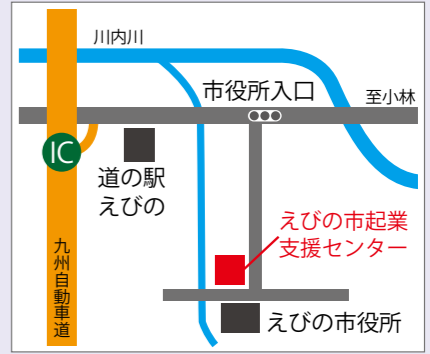 川内川
市役所入口
至小林
IC
道の駅
えびの
えびの市起業
支援センター
九州自動車道
えびの市役所